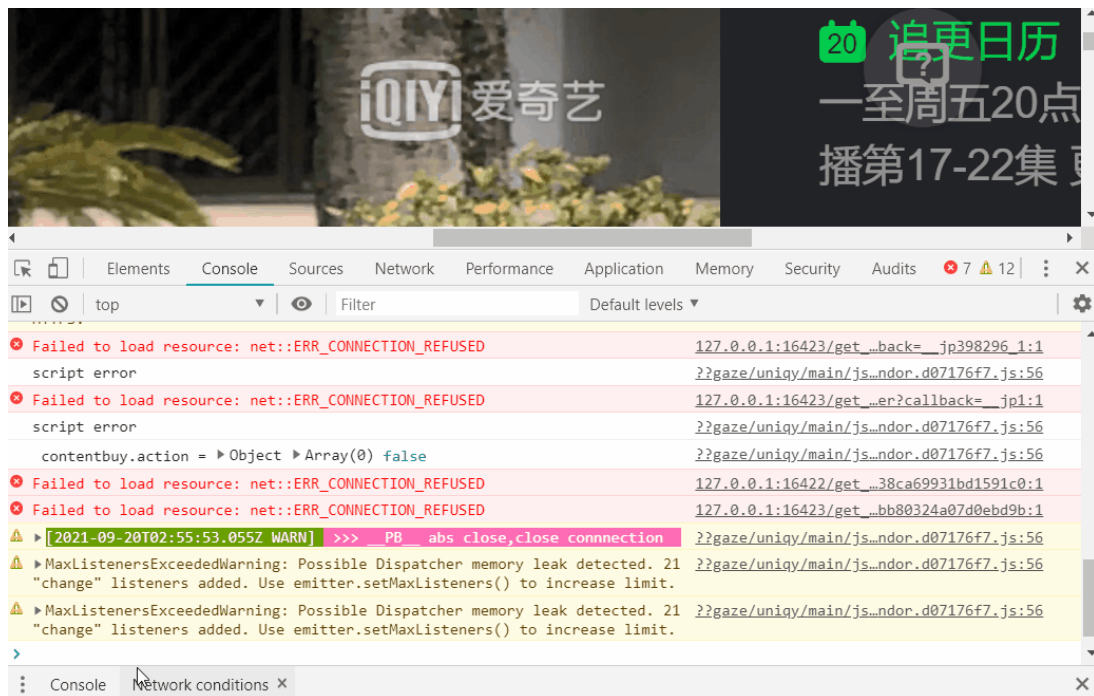 iQIYI 爱奇艺
20 追更日历
一至周五20点
播第17-22集
Elements Console Sources Network Performance Application Memory Security Audits 7 12
top Filter Default levels
Failed to load resource: net::ERR_CONNECTION_REFUSED 127.0.0.1:16423/get_…back=__jp398296_1:1
script error ??gaze/uniqy/main/js…ndor.d07176f7.js:56
Failed to load resource: net::ERR_CONNECTION_REFUSED 127.0.0.1:16423/get_…er?callback=__jp1:1
script error ??gaze/uniqy/main/js…ndor.d07176f7.js:56
contentbuy.action = Object Array(0) false ??gaze/uniqy/main/js…ndor.d07176f7.js:56
Failed to load resource: net::ERR_CONNECTION_REFUSED 127.0.0.1:16422/get_…38ca69931bd1591c0:1
Failed to load resource: net::ERR_CONNECTION_REFUSED 127.0.0.1:16422/get_…bb80324a07d0ebd9b:1
[2021-09-20T02:55:53.055Z WARN] >>> __PB__ abs close,close connnection ??gaze/uniqy/main/js…ndor.d07176f7.js:56
MaxListenersExceededWarning: Possible Dispatcher memory leak detected. 21 ??gaze/uniqy/main/js…ndor.d07176f7.js:56
"change" listeners added. Use emitter.setMaxListeners() to increase limit.
MaxListenersExceededWarning: Possible Dispatcher memory leak detected. 21 ??gaze/uniqy/main/js…ndor.d07176f7.js:56
"change" listeners added. Use emitter.setMaxListeners() to increase limit.
Console Network conditions